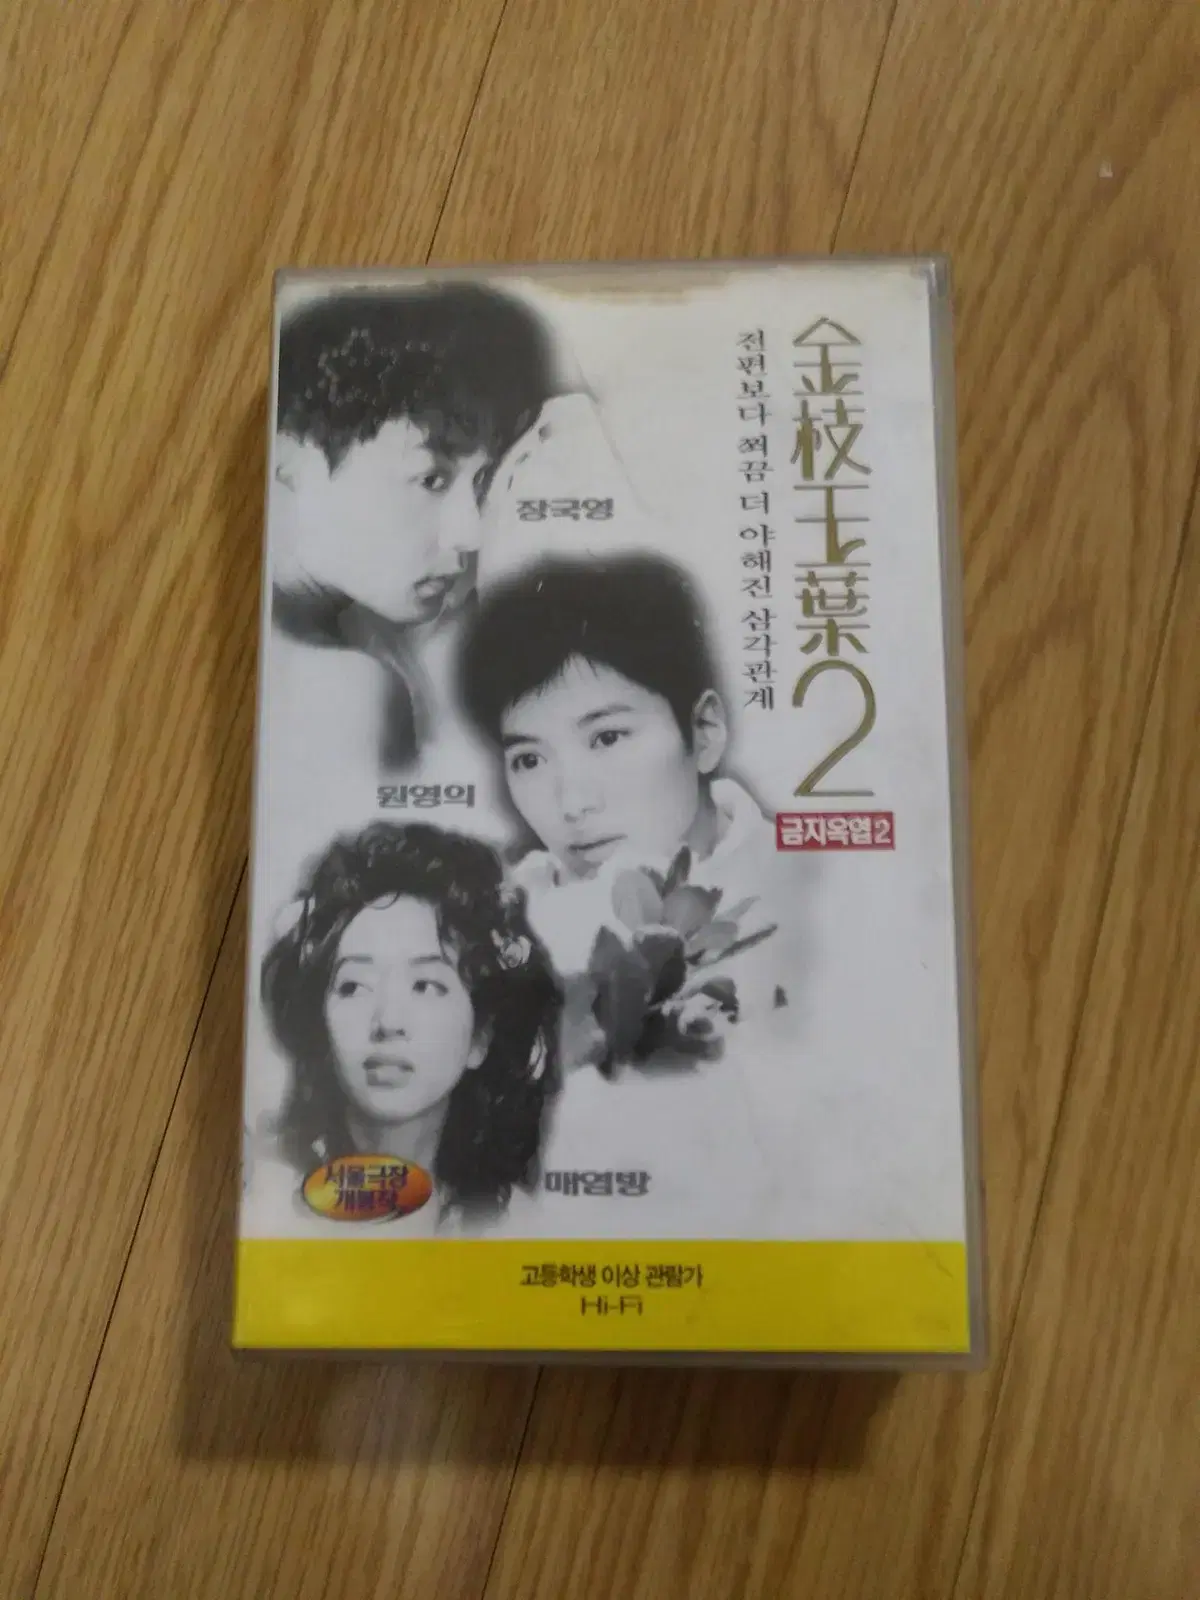 金枝玉葉2
금지옥엽2
전편보다 쬐끔 더 야해진 삼각관계
장국영
원영의
매염방
서울극장
개봉작
고등학생 이상 관람가
Hi-Fi